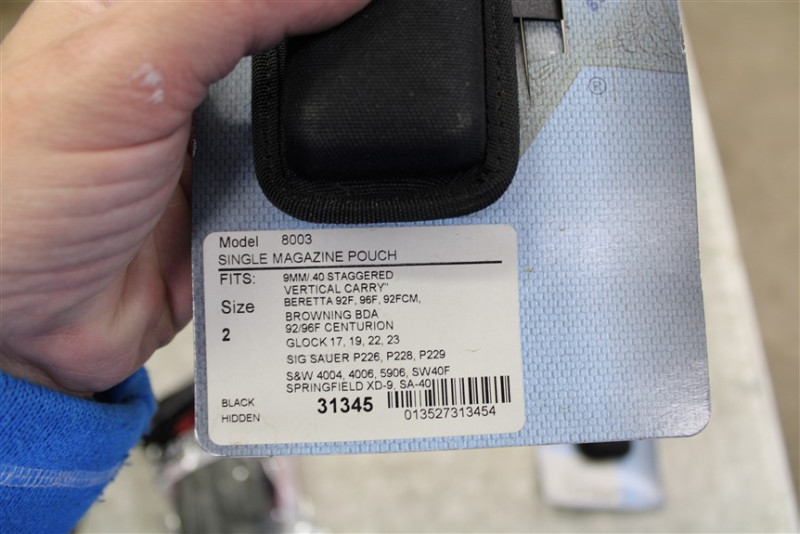 ®
Model 8003
SINGLE MAGAZINE POUCH
FITS: 9MM/.40 STAGGERED
VERTICAL CARRY"
Size BERETTA 92F, 96F, 92FCM,
BROWNING BDA
2 92/96F CENTURION
GLOCK 17, 19, 22, 23
SIG SAUER P226, P228, P229
S&W 4004, 4006, 5906, SW40F
SPRINGFIELD XD-9, SA-40
BLACK
HIDDEN
31345
013527313454